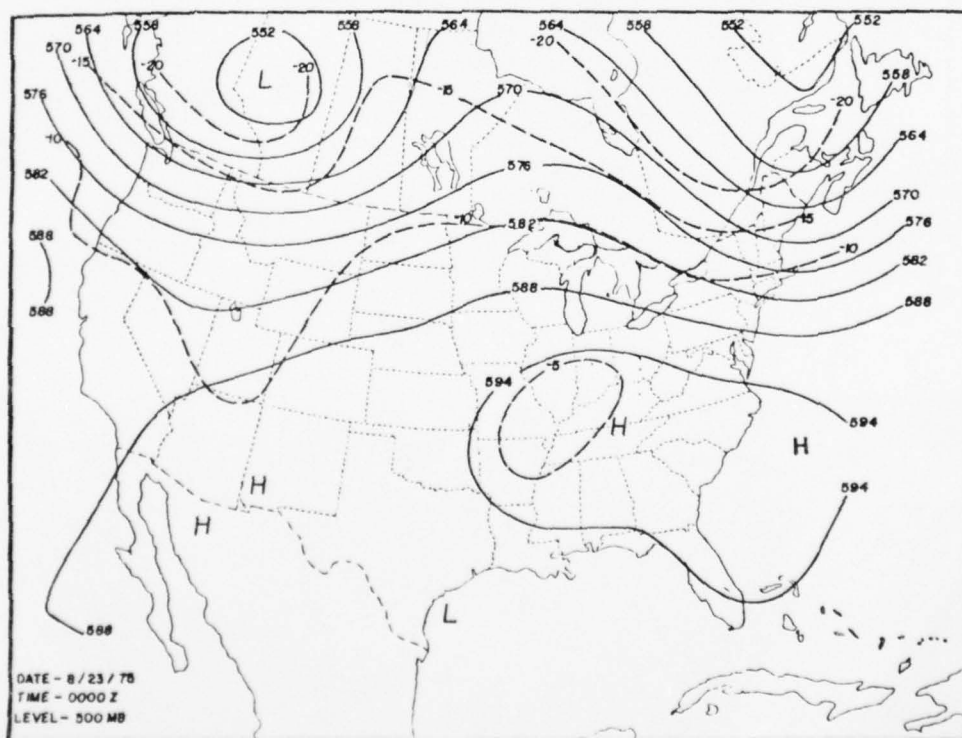 564 558 552 558 564 564 558 552 552
570 -20 -20 L -20 558
-15 -15 -20
576 570 564
-10 576 570
582 -10 582 -15 576
588 -10 582
588 588 588
594 -5 594
H H
H 594
H
L
588
DATE - 8/23/75
TIME - 0000 Z
LEVEL - 500 MB